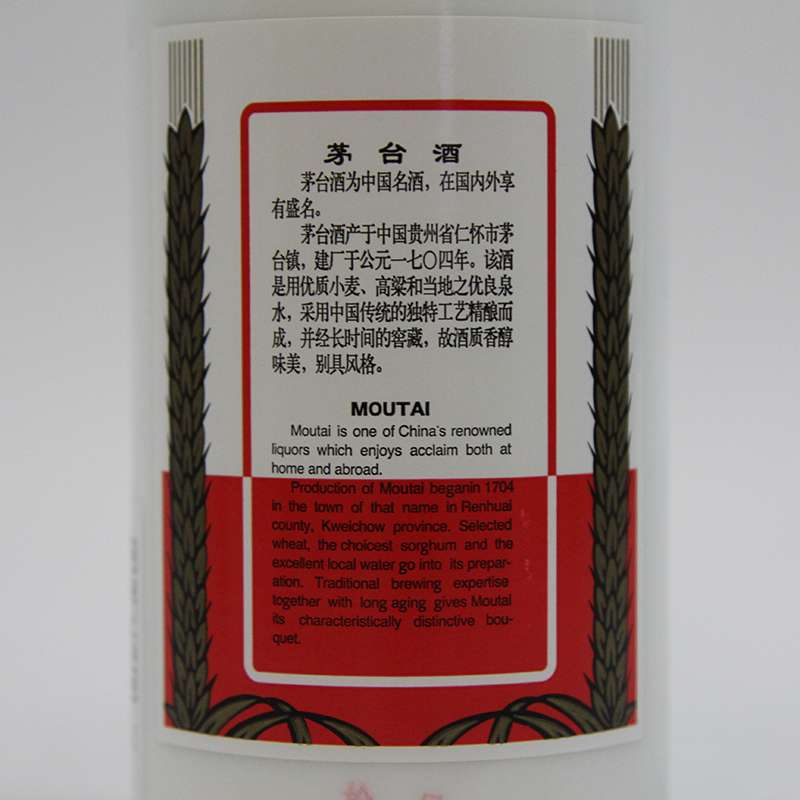 茅台酒
茅台酒为中国名酒，在国内外享
有盛名。
茅台酒产于中国贵州省仁怀市茅
台镇，建厂于公元一七〇四年。该酒
是用优质小麦、高粱和当地之优良泉
水，采用中国传统的独特工艺精酿而
成，并经长时间的窖藏，故酒质香醇
味美，别具风格。
MOUTAI
Moutai is one of China's renowned
liquors which enjoys acclaim both at
home and abroad.
Production of Moutai beganin 1704
in the town of that name in Renhuai
county, Kweichow province. Selected
wheat, the choicest sorghum and the
excellent local water go into its prepar-
ation. Traditional brewing expertise
together with long aging gives Moutai
its characteristically distinctive bou-
quet.